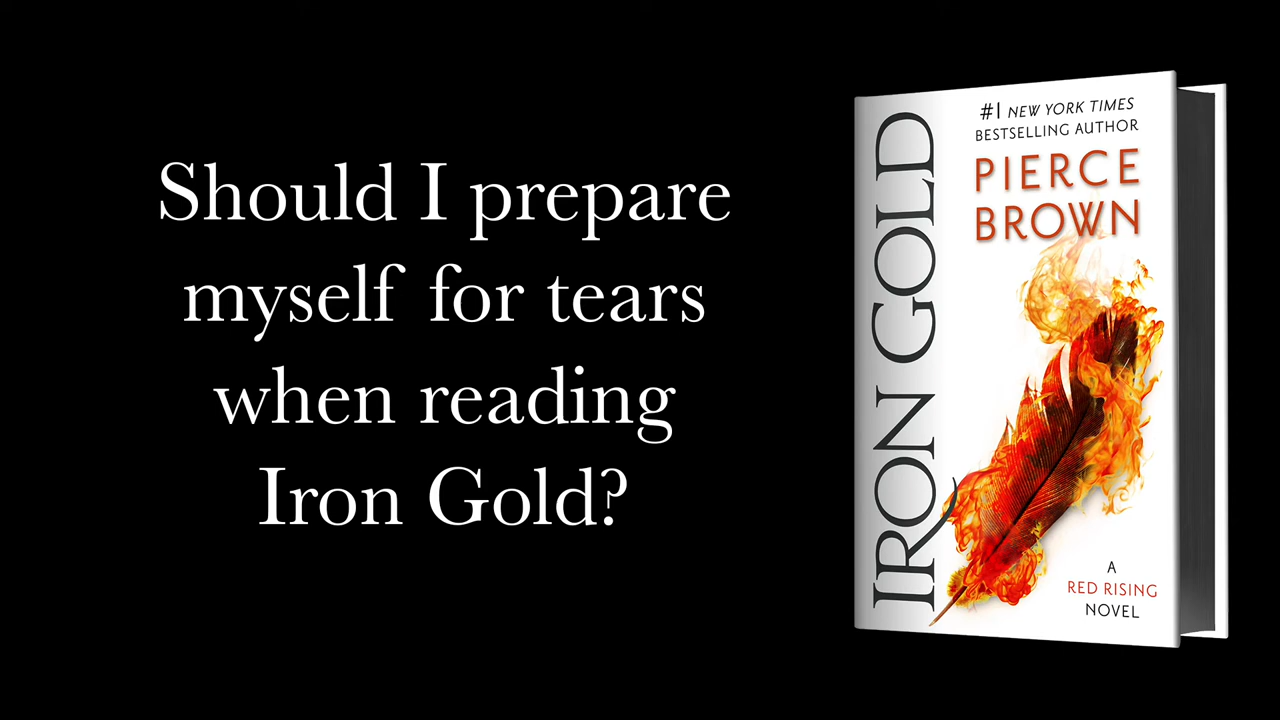 Should I prepare
myself for tears
when reading
Iron Gold?
IRON GOLD
#1 NEW YORK TIMES
BESTSELLING AUTHOR
PIERCE
BROWN
A
RED RISING
NOVEL